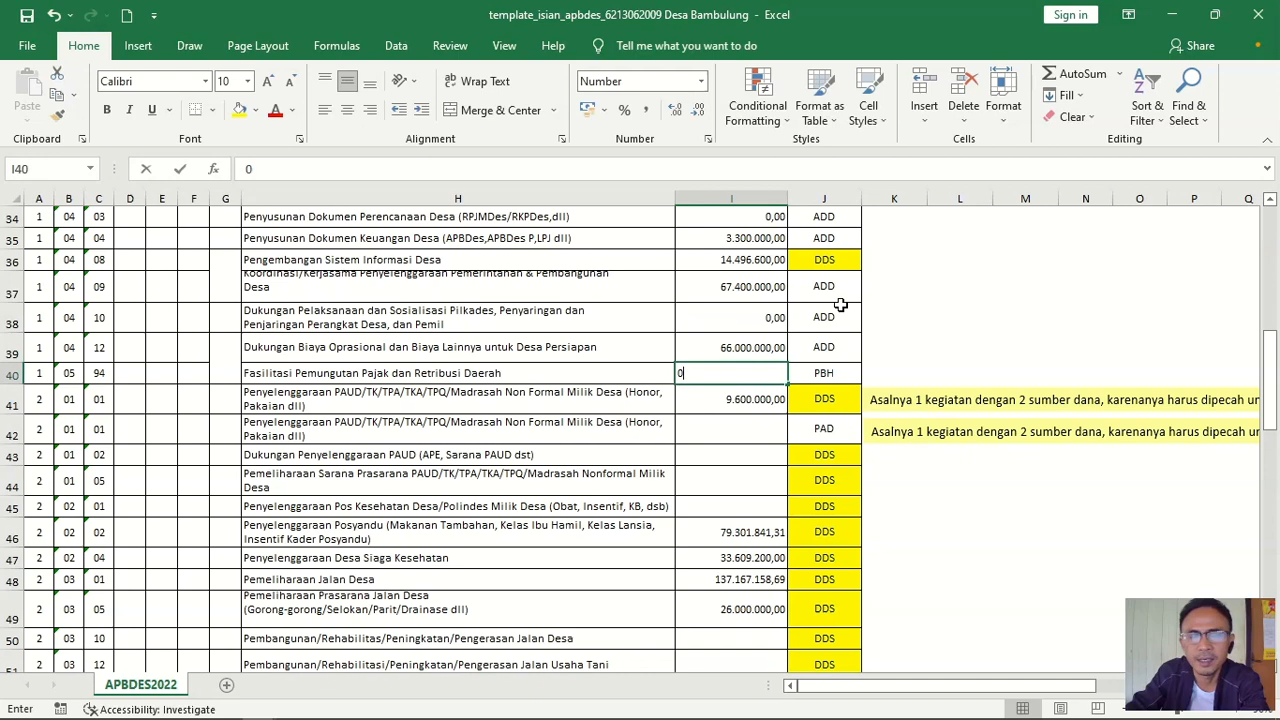 template_isian_apbdes_6213062009 Desa Bambulung - Excel
Sign in
File Home Insert Draw Page Layout Formulas Data Review View Help Tell me what you want to do Share
Paste
Calibri 10
Wrap Text
Number
Merge & Center
Conditional Formatting
Format as Table
Cell Styles
Insert Delete Format
AutoSum
Fill
Clear
Sort & Filter
Find & Select
Clipboard Font Alignment Number Styles Cells Editing
I40 0
A B C D E F G H I J K L M N O P Q
34 1 04 03 Penyusunan Dokumen Perencanaan Desa (RPJMDes/RKPDes,dll) 0,00 ADD
35 1 04 04 Penyusunan Dokumen Keuangan Desa (APBDes,APBDes P,LPJ dll) 3.300.000,00 ADD
36 1 04 08 Pengembangan Sistem Informasi Desa 14.496.600,00 DDS
37 1 04 09 Koordinasi/Kerjasama Penyelenggaraan Pemerintahan & Pembangunan
Desa 67.400.000,00 ADD
38 1 04 10 Dukungan Pelaksanaan dan Sosialisasi Pilkades, Penyaringan dan
Penjaringan Perangkat Desa, dan Pemil 0,00 ADD
39 1 04 12 Dukungan Biaya Oprasional dan Biaya Lainnya untuk Desa Persiapan 66.000.000,00 ADD
40 1 05 94 Fasilitasi Pemungutan Pajak dan Retribusi Daerah 0 PBH
41 2 01 01 Penyelenggaraan PAUD/TK/TPA/TKA/TPQ/Madrasah Non Formal Milik Desa (Honor,
Pakaian dll) 9.600.000,00 DDS Asalnya 1 kegiatan dengan 2 sumber dana, karenanya harus dipecah un
42 2 01 01 Penyelenggaraan PAUD/TK/TPA/TKA/TPQ/Madrasah Non Formal Milik Desa (Honor,
Pakaian dll) PAD Asalnya 1 kegiatan dengan 2 sumber dana, karenanya harus dipecah un
43 2 01 02 Dukungan Penyelenggaraan PAUD (APE, Sarana PAUD dst) DDS
44 2 01 05 Pemeliharaan Sarana Prasarana PAUD/TK/TPA/TKA/TPQ/Madrasah Nonformal Milik
Desa DDS
45 2 02 01 Penyelenggaraan Pos Kesehatan Desa/Polindes Milik Desa (Obat, Insentif, KB, dsb) DDS
46 2 02 02 Penyelenggaraan Posyandu (Makanan Tambahan, Kelas Ibu Hamil, Kelas Lansia,
Insentif Kader Posyandu) 79.301.841,31 DDS
47 2 02 04 Penyelenggaraan Desa Siaga Kesehatan 33.609.200,00 DDS
48 2 03 01 Pemeliharaan Jalan Desa 137.167.158,69 DDS
49 2 03 05 Pemeliharaan Prasarana Jalan Desa
(Gorong-gorong/Selokan/Parit/Drainase dll) 26.000.000,00 DDS
50 2 03 10 Pembangunan/Rehabilitas/Peningkatan/Pengerasan Jalan Desa DDS
51 2 03 12 Pembangunan/Rehabilitas/Peningkatan/Pengerasan Jalan Usaha Tani DDS
APBDES2022
Enter Accessibility: Investigate